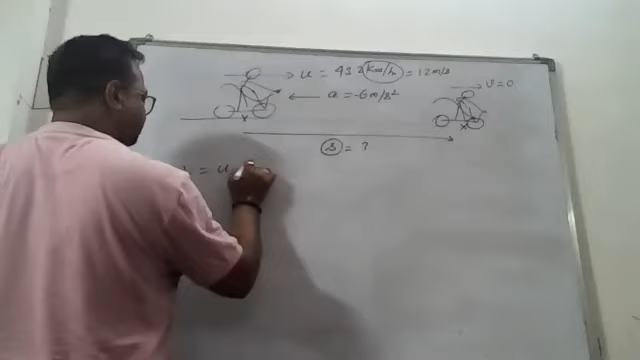 u = 43.2 km/h = 12 m/s
a = -6 m/s²
v = 0
s = ?
= u